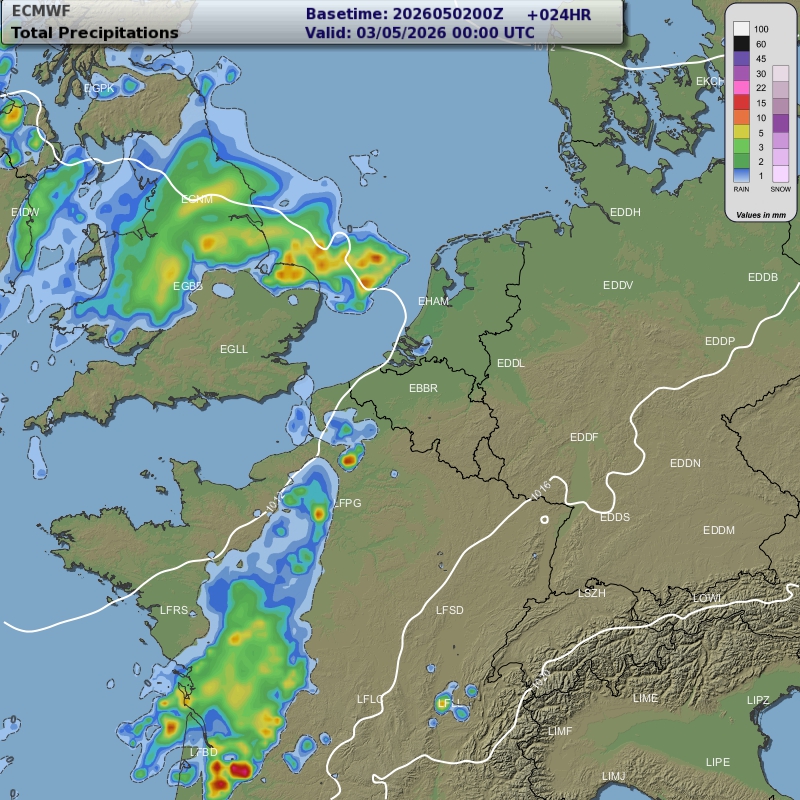 ECMWF
Basetime: 2026050200Z +024HR
Total Precipitations
Valid: 03/05/2026 00:00 UTC
1012
EKCH
EGPK
100
60
45
30
22
15
10
5
3
2
1
RAIN
SNOW
Values in mm
EIDW
EGNM
EDDH
EGBB
EHAM
EDDV
EDDB
EGLL
EDDP
EDDL
EBBR
EDDF
EDDN
1012
LFPG
1016
EDDS
EDDM
LFRS
LFSD
LSZH
LOWI
LFLC
LFLL
LIME
LIPZ
LIMF
LFBD
LIPE
LIMJ